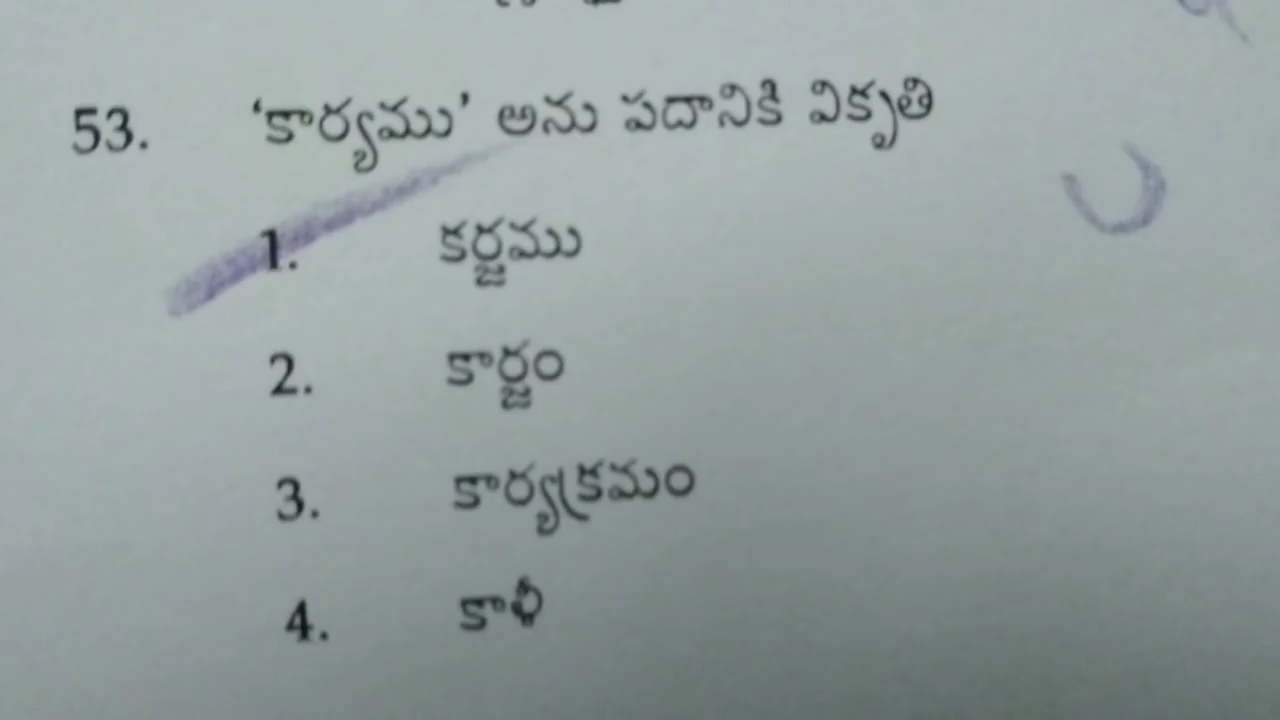 53. 'కార్యము' అను పదానికి వికృతి
1. కర్జము
2. కార్జం
3. కార్యక్రమం
4. కాళీ